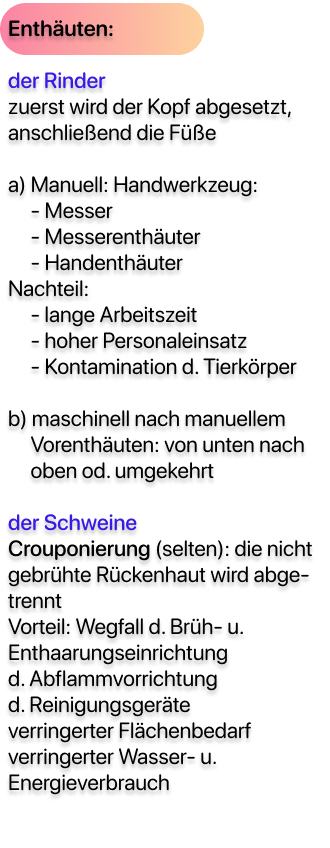 Enthäuten:
der Rinder
zuerst wird der Kopf abgesetzt,
anschließend die Füße
a) Manuell: Handwerkzeug:
- Messer
- Messerenthäuter
- Handenthäuter
Nachteil:
- lange Arbeitszeit
- hoher Personaleinsatz
- Kontamination d. Tierkörper
b) maschinell nach manuellem
Vorenthäuten: von unten nach
oben od. umgekehrt
der Schweine
Crouponierung (selten): die nicht
gebrühte Rückenhaut wird abge-
trennt
Vorteil: Wegfall d. Brüh- u.
Enthaarungseinrichtung
d. Abflammvorrichtung
d. Reinigungsgeräte
verringerter Flächenbedarf
verringerter Wasser- u.
Energieverbrauch